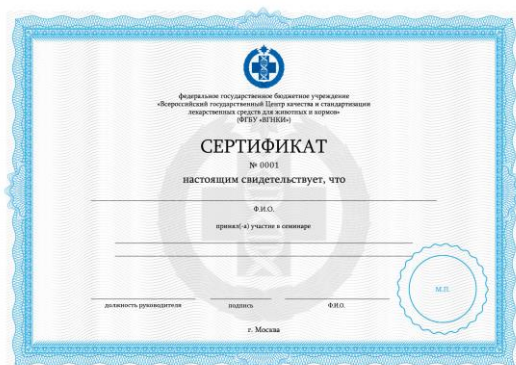 федеральное государственное бюджетное учреждение
«Всероссийский государственный Центр качества и стандартизации
лекарственных средств для животных и кормов»
(ФГБУ «ВГНКИ»)
СЕРТИФИКАТ
№ 0001
настоящим свидетельствует, что
Ф.И.О.
принял(-а) участие в семинаре
М.П.
должность руководителя подпись Ф.И.О.
г. Москва